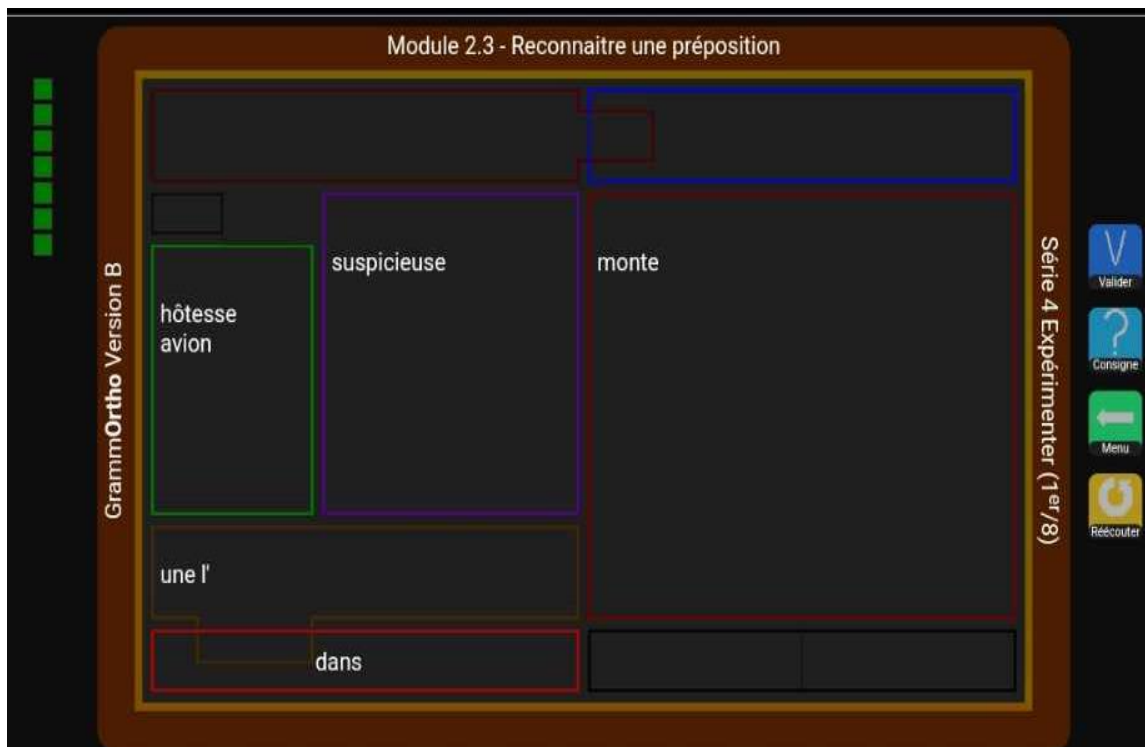 Module 2.3 - Reconnaitre une préposition
GrammOrtho Version B
suspicieuse
monte
hôtesse
avion
une l'
dans
Série 4 Expérimenter (1er/8)
Valider
Consigne
Menu
Réécouter